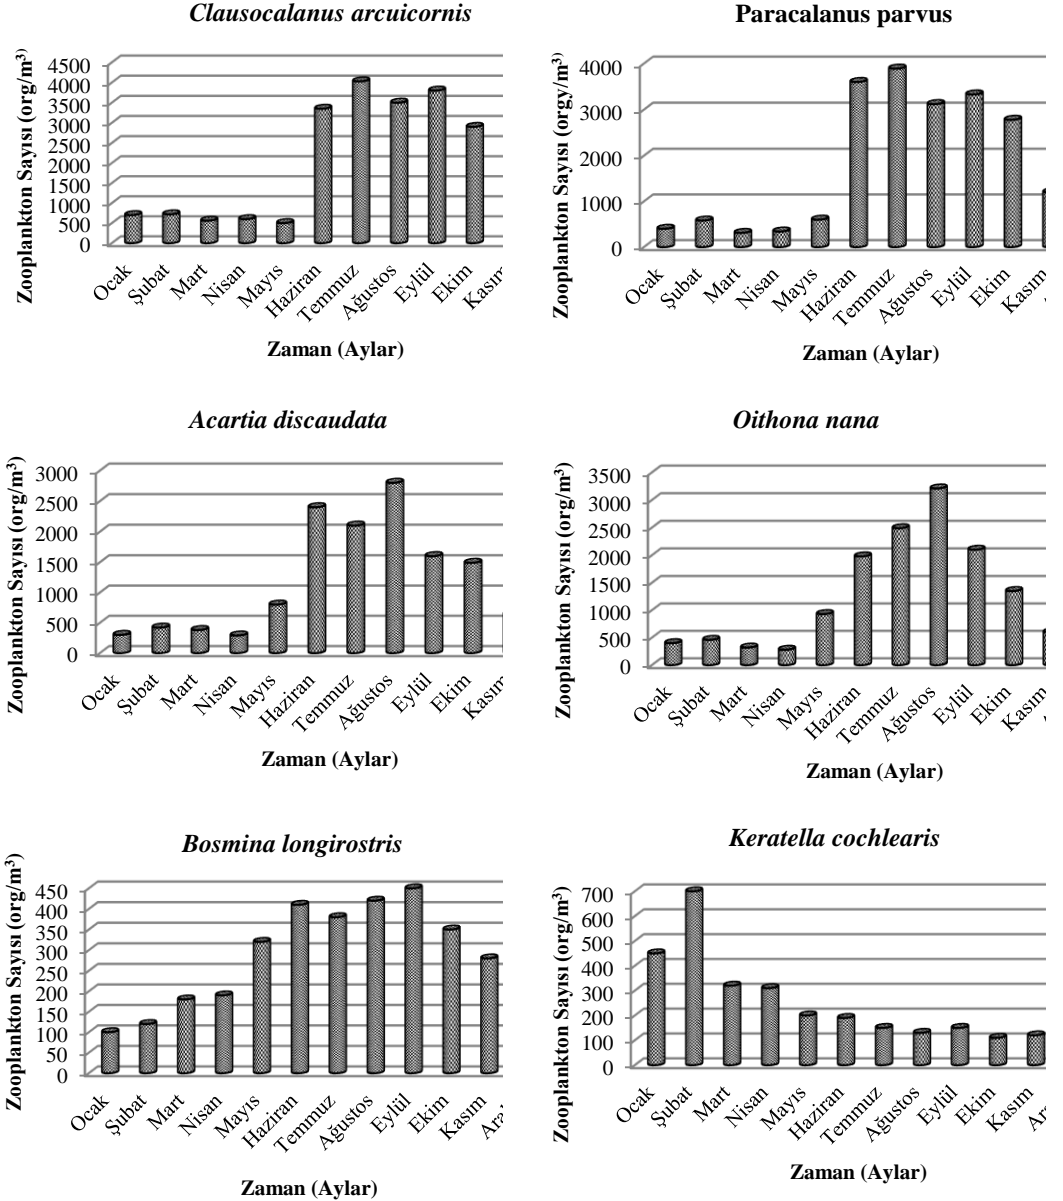 Clausocalanus arcuicornis
Zooplankton Sayısı (org/m³)
4500
4000
3500
3000
2500
2000
1500
1000
500
0
Ocak
Şubat
Mart
Nisan
Mayıs
Haziran
Temmuz
Ağustos
Eylül
Ekim
Kasım
Zaman (Aylar)
Paracalanus parvus
Zooplankton Sayısı (orgy/m³)
4000
3000
2000
1000
0
Ocak
Şubat
Mart
Nisan
Mayıs
Haziran
Temmuz
Ağustos
Eylül
Ekim
Kasım
Zaman (Aylar)
Acartia discaudata
Zooplankton Sayısı (org/m³)
3000
2500
2000
1500
1000
500
0
Ocak
Şubat
Mart
Nisan
Mayıs
Haziran
Temmuz
Ağustos
Eylül
Ekim
Kasım
Zaman (Aylar)
Oithona nana
Zooplankton Sayısı (org/m³)
3500
3000
2500
2000
1500
1000
500
0
Ocak
Şubat
Mart
Nisan
Mayıs
Haziran
Temmuz
Ağustos
Eylül
Ekim
Kasım
Zaman (Aylar)
Bosmina longirostris
Zooplankton Sayısı (org/m³)
450
400
350
300
250
200
150
100
50
0
Ocak
Şubat
Mart
Nisan
Mayıs
Haziran
Temmuz
Ağustos
Eylül
Ekim
Kasım
Ara
Zaman (Aylar)
Keratella cochlearis
Zooplankton Sayısı (org/m³)
700
600
500
400
300
200
100
0
Ocak
Şubat
Mart
Nisan
Mayıs
Haziran
Temmuz
Ağustos
Eylül
Ekim
Kasım
Ara
Zaman (Aylar)